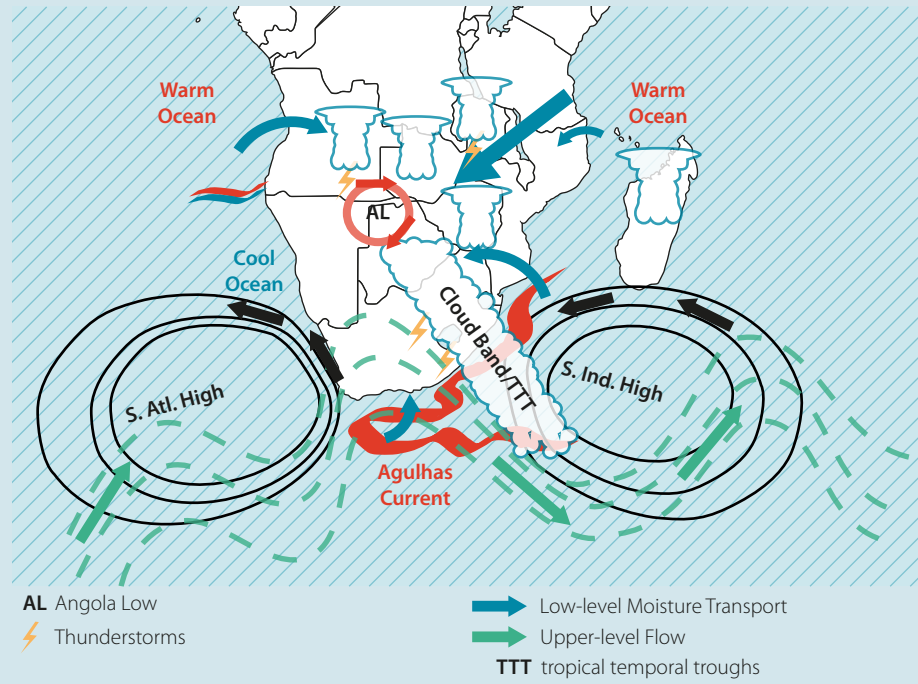 Warm
Ocean
Warm
Ocean
AL
Cool
Ocean
Cloud Band/TTT
S. Atl. High
S. Ind. High
Agulhas
Current
AL Angola Low
Thunderstorms
Low-level Moisture Transport
Upper-level Flow
TTT tropical temporal troughs